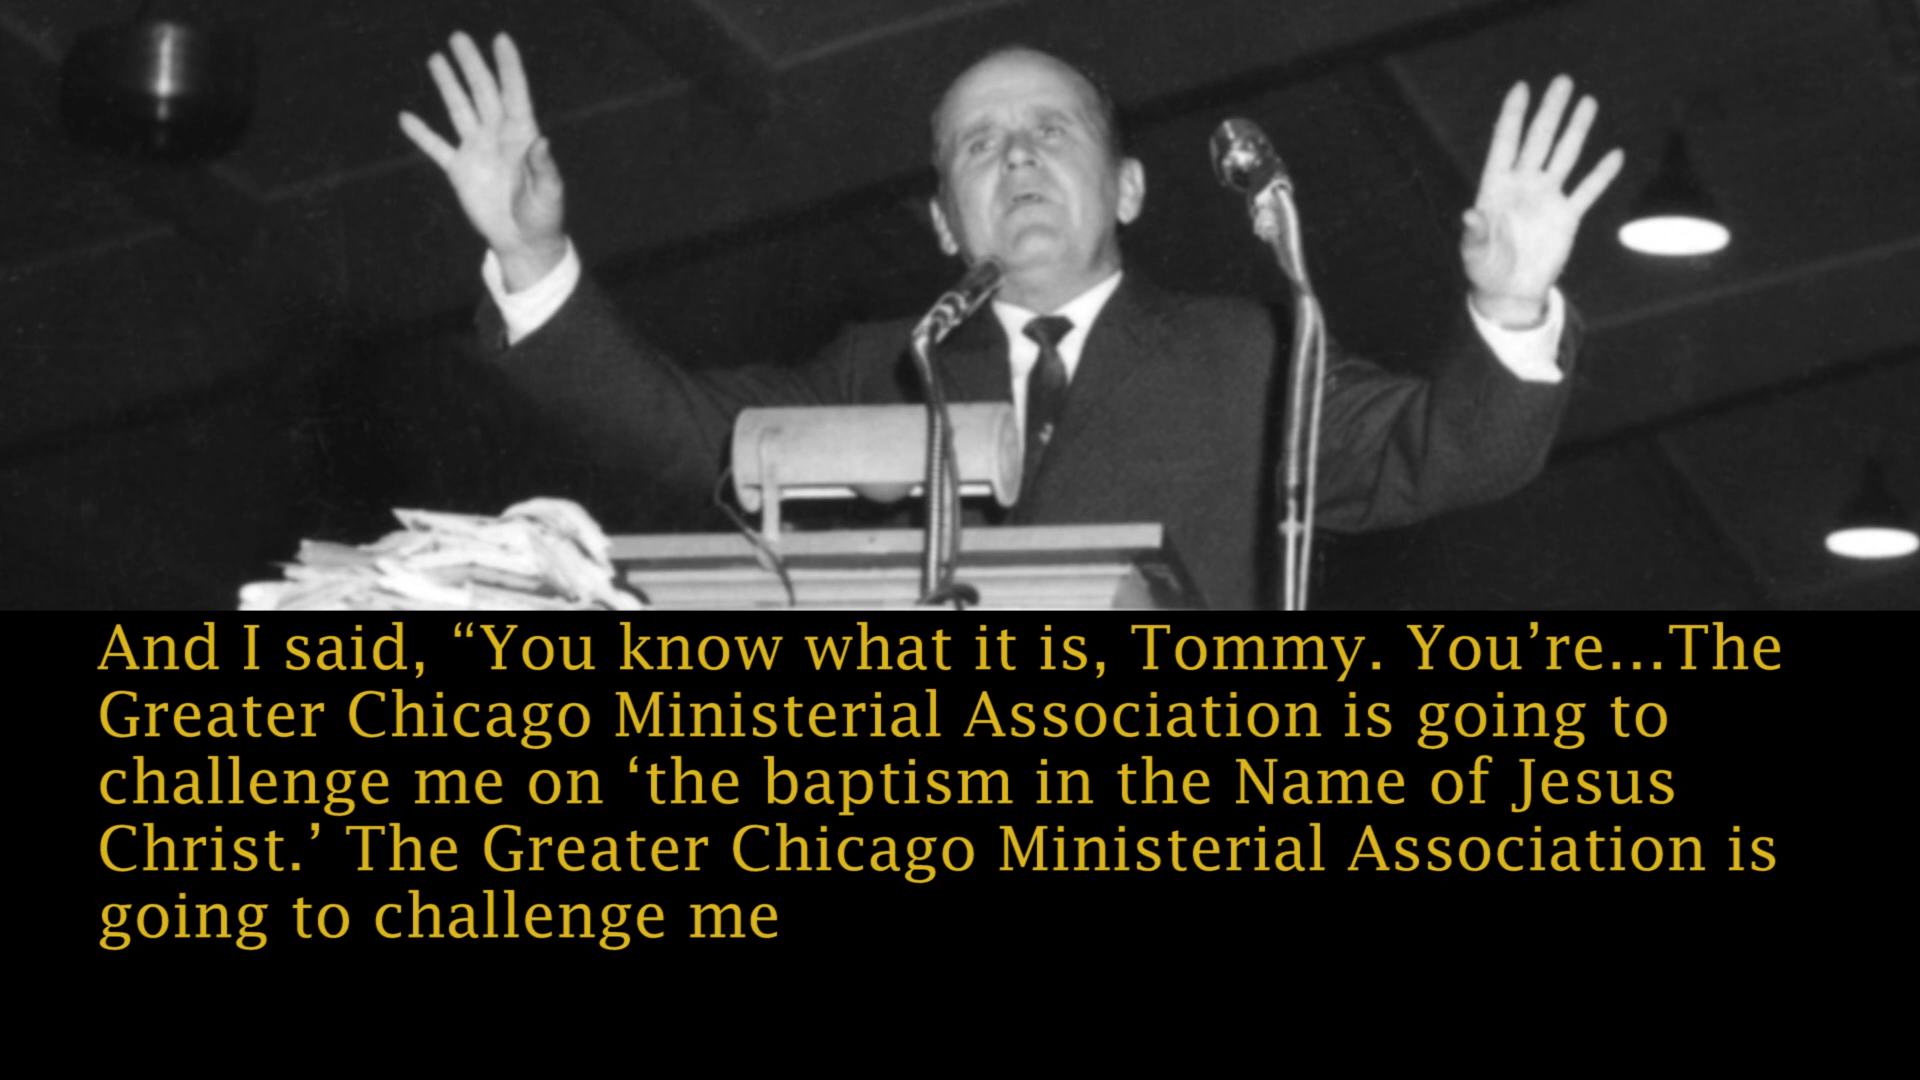 And I said, “You know what it is, Tommy. You’re...The
Greater Chicago Ministerial Association is going to
challenge me on ‘the baptism in the Name of Jesus
Christ.’ The Greater Chicago Ministerial Association is
going to challenge me